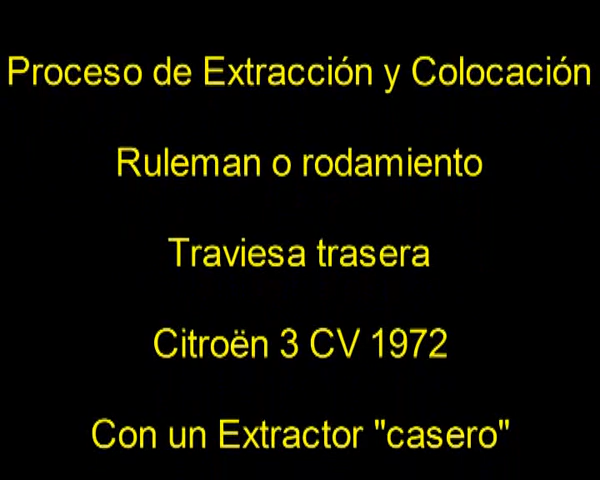 Proceso de Extracción y Colocación
Ruleman o rodamiento
Traviesa trasera
Citroën 3 CV 1972
Con un Extractor "casero"